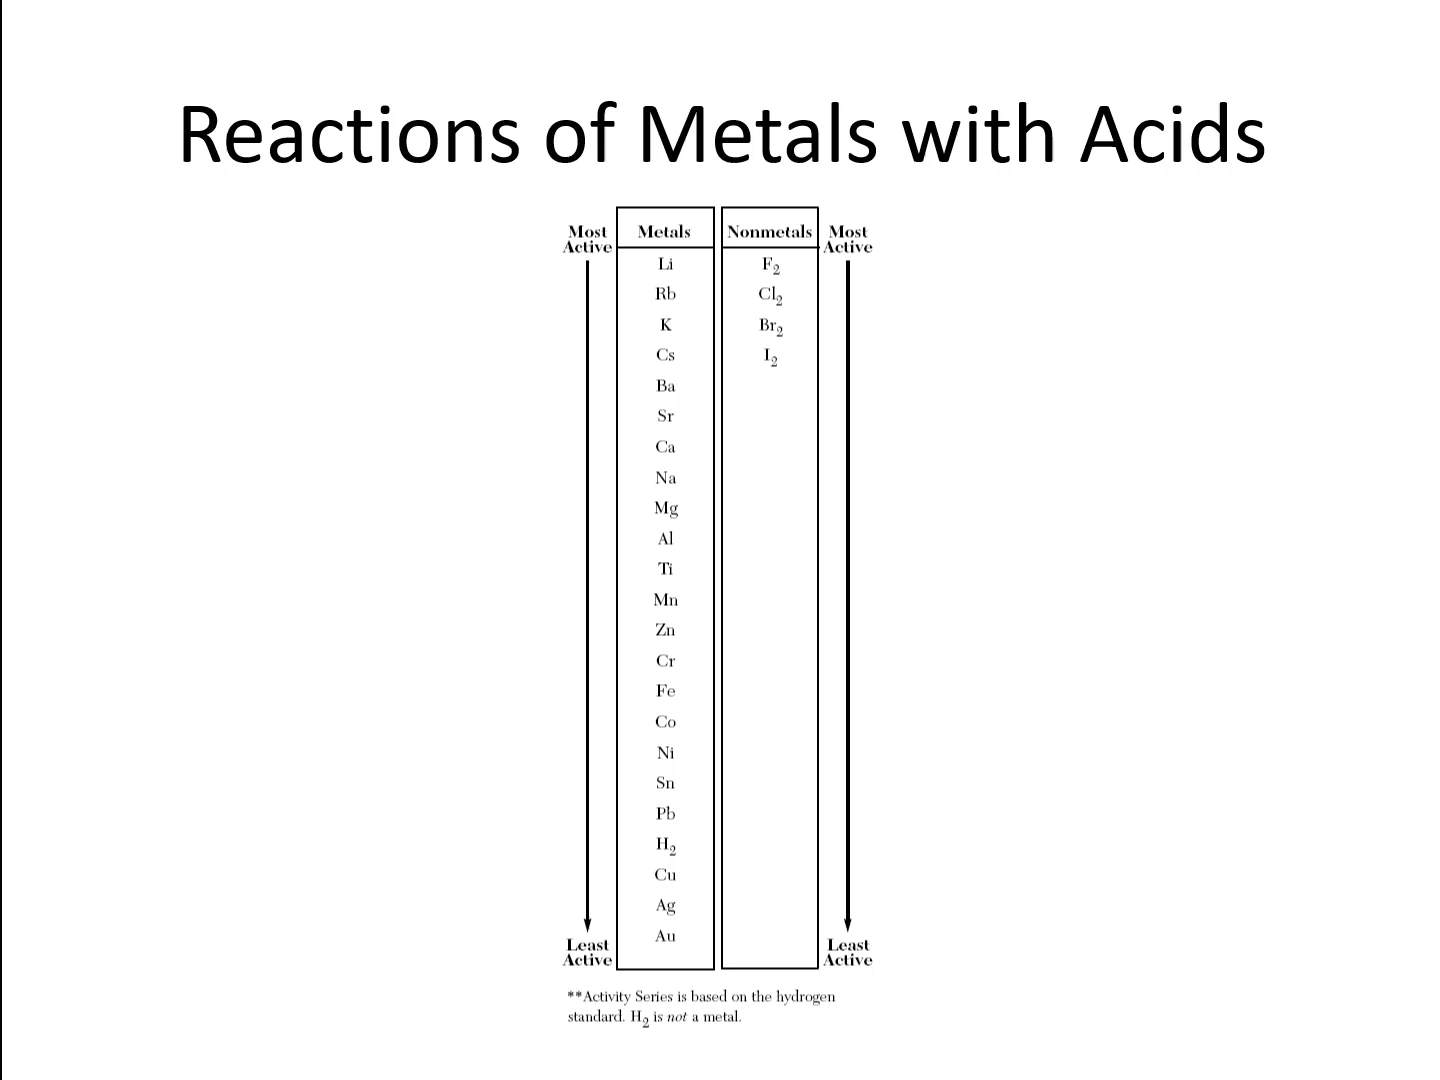 Reactions of Metals with Acids
Most Active
Metals
Nonmetals
Most Active
Li
F₂
Rb
Cl₂
K
Br₂
Cs
I₂
Ba
Sr
Ca
Na
Mg
Al
Ti
Mn
Zn
Cr
Fe
Co
Ni
Sn
Pb
H₂
Cu
Ag
Au
Least Active
Least Active
**Activity Series is based on the hydrogen
standard. H₂ is not a metal.